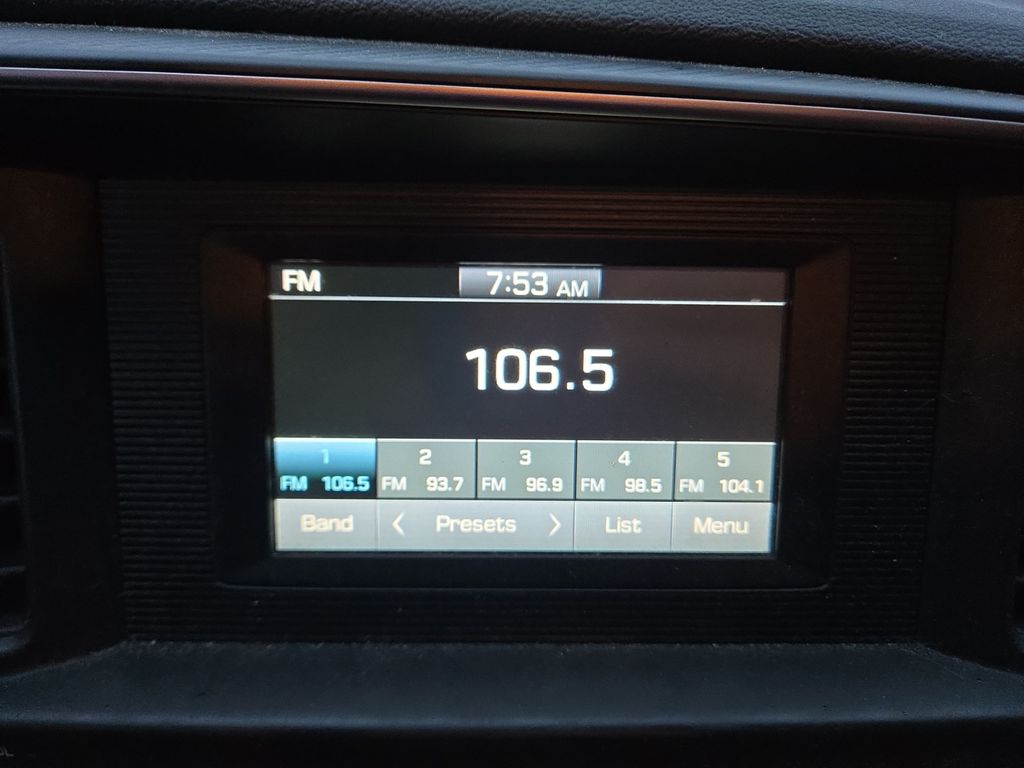 FM 7:53 AM
106.5
1 2 3 4 5
FM 106.5 FM 93.7 FM 96.9 FM 98.5 FM 104.1
Band < Presets > List Menu